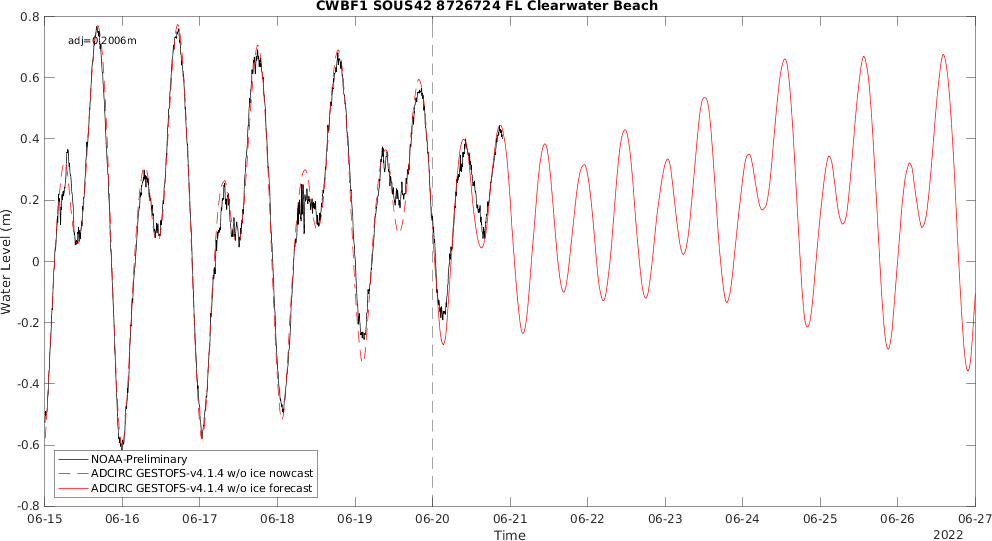 CWBF1 SOUS42 8726724 FL Clearwater Beach
adj=0.2006m
Water Level (m)
0.8
0.6
0.4
0.2
0
-0.2
-0.4
-0.6
-0.8
NOAA-Preliminary
ADCIRC GESTOFS-v4.1.4 w/o ice nowcast
ADCIRC GESTOFS-v4.1.4 w/o ice forecast
06-15 06-16 06-17 06-18 06-19 06-20 06-21 06-22 06-23 06-24 06-25 06-26 06-27
Time
2022